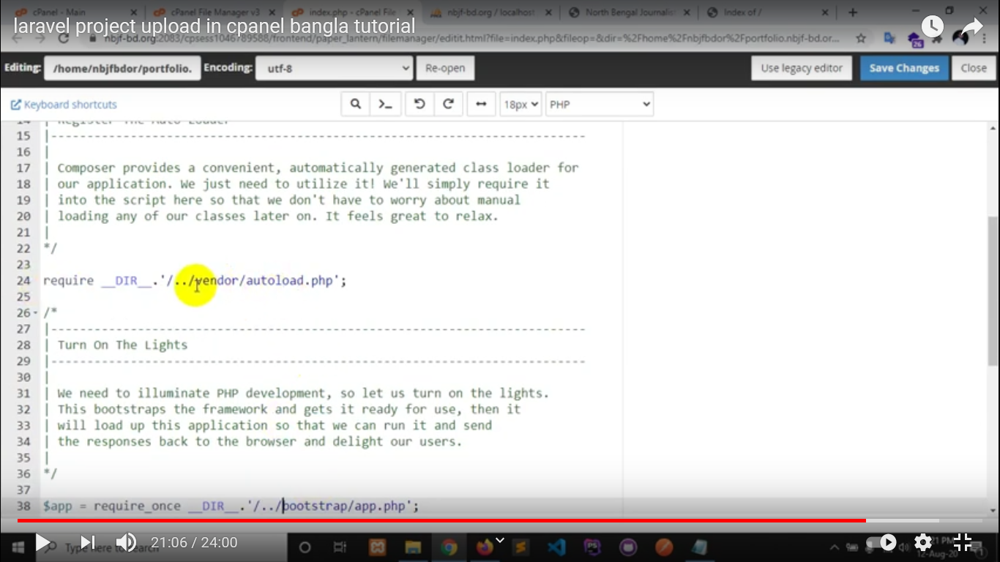 cPanel - Main
cPanel File Manager v3
index.php - cPanel File
nbjf-bd.org / localhost
North Bengal Journalis
Index of /
laravel project upload in cpanel bangla tutorial
nbjf-bd.org:2083/cpsess1046789588/frontend/paper_lantern/filemanager/editit.html?file=index.php&fileop=&dir=%2Fhome%2Fnbjfbdor%2Fportfolio.nbjf-bd.or...
26
Editing: /home/nbjfbdor/portfolio. Encoding: utf-8 Re-open Use legacy editor Save Changes Close
Keyboard shortcuts 18px PHP
14 | Register The Auto Loader
15 |--------------------------------------------------------------------------
16 |
17 | Composer provides a convenient, automatically generated class loader for
18 | our application. We just need to utilize it! We'll simply require it
19 | into the script here so that we don't have to worry about manual
20 | loading any of our classes later on. It feels great to relax.
21 |
22 */
23
24 require __DIR__.'/../vendor/autoload.php';
25
26 /*
27 |--------------------------------------------------------------------------
28 | Turn On The Lights
29 |--------------------------------------------------------------------------
30 |
31 | We need to illuminate PHP development, so let us turn on the lights.
32 | This bootstraps the framework and gets it ready for use, then it
33 | will load up this application so that we can run it and send
34 | the responses back to the browser and delight our users.
35 |
36 */
37
38 $app = require_once __DIR__.'/../bootstrap/app.php';
21:06 / 24:00
Type here to search
PS
21 PM
12-Aug-20
1